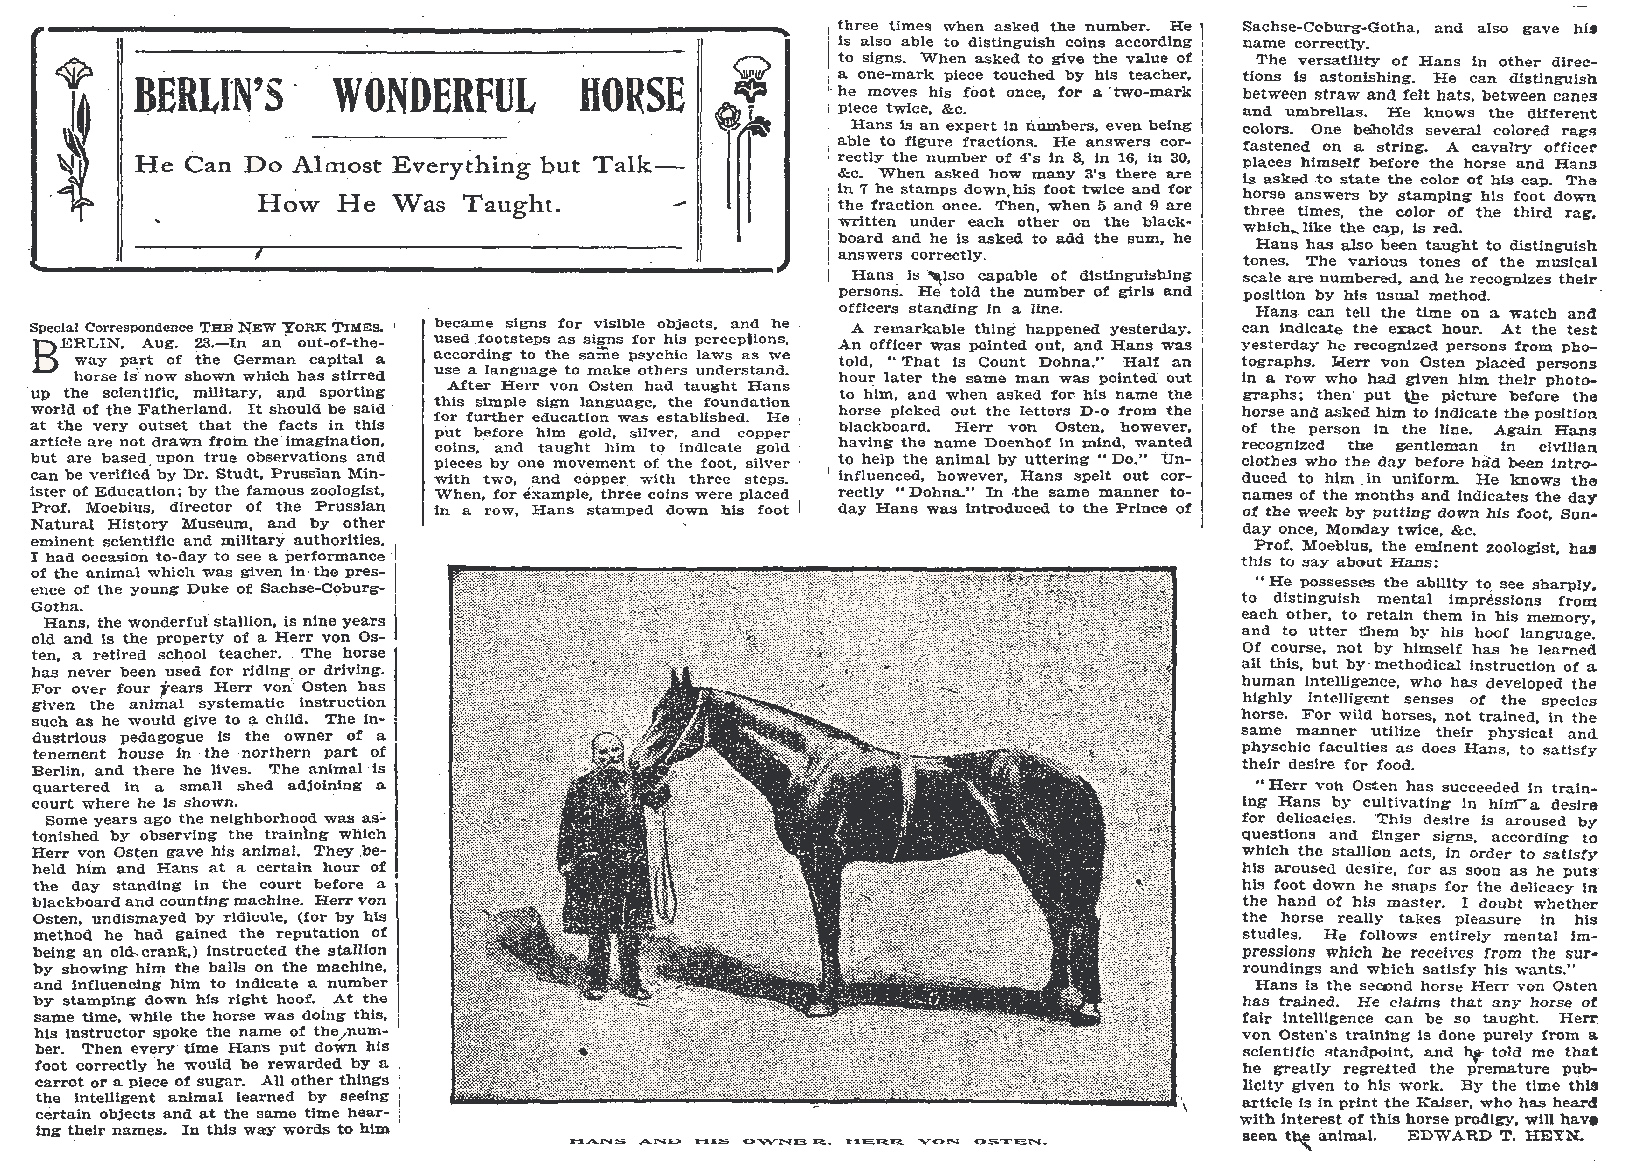 BERLIN'S WONDERFUL HORSE
He Can Do Almost Everything but Talk—
How He Was Taught.
Special Correspondence THE NEW YORK TIMES.
BERLIN, Aug. 23.—In an out-of-the-
way part of the German capital a
horse is now shown which has stirred
up the scientific, military, and sporting
world of the Fatherland. It should be said
at the very outset that the facts in this
article are not drawn from the imagination,
but are based upon true observations and
can be verified by Dr. Studt, Prussian Min-
ister of Education; by the famous zoologist,
Prof. Moebius, director of the Prussian
Natural History Museum, and by other
eminent scientific and military authorities.
I had occasion to-day to see a performance
of the animal which was given in the pres-
ence of the young Duke of Sachse-Coburg-
Gotha.
Hans, the wonderful stallion, is nine years
old and is the property of a Herr von Os-
ten, a retired school teacher. The horse
has never been used for riding or driving.
For over four years Herr von Osten has
given the animal systematic instruction
such as he would give to a child. The in-
dustrious pedagogue is the owner of a
tenement house in the northern part of
Berlin, and there he lives. The animal is
quartered in a small shed adjoining a
court where he is shown.
Some years ago the neighborhood was as-
tonished by observing the training which
Herr von Osten gave his animal. They be-
held him and Hans at a certain hour of
the day standing in the court before a
blackboard and counting machine. Herr von
Osten, undismayed by ridicule, (for by his
method he had gained the reputation of
being an old crank,) instructed the stallion
by showing him the balls on the machine,
and influencing him to indicate a number
by stamping down his right hoof. At the
same time, while the horse was doing this,
his instructor spoke the name of the num-
ber. Then every time Hans put down his
foot correctly he would be rewarded by a
carrot or a piece of sugar. All other things
the intelligent animal learned by seeing
certain objects and at the same time hear-
ing their names. In this way words to him
became signs for visible objects, and he
used footsteps as signs for his perceptions,
according to the same psychic laws as we
use a language to make others understand.
After Herr von Osten had taught Hans
this simple sign language, the foundation
for further education was established. He
put before him gold, silver, and copper
coins, and taught him to indicate gold
pieces by one movement of the foot, silver
with two, and copper with three steps.
When, for example, three coins were placed
in a row, Hans stamped down his foot
three times when asked the number. He
is also able to distinguish coins according
to signs. When asked to give the value of
a one-mark piece touched by his teacher,
he moves his foot once, for a two-mark
piece twice, &c.
Hans is an expert in numbers, even being
able to figure fractions. He answers cor-
rectly the number of 4's in 8, in 16, in 30,
&c. When asked how many 3's there are
in 7 he stamps down his foot twice and for
the fraction once. Then, when 5 and 9 are
written under each other on the black-
board and he is asked to add the sum, he
answers correctly.
Hans is also capable of distinguishing
persons. He told the number of girls and
officers standing in a line.
A remarkable thing happened yesterday.
An officer was pointed out, and Hans was
told, "That is Count Dohna." Half an
hour later the same man was pointed out
to him, and when asked for his name the
horse picked out the letters D-o from the
blackboard. Herr von Osten, however,
having the name Doenhof in mind, wanted
to help the animal by uttering "Do." Un-
influenced, however, Hans spelt out cor-
rectly "Dohna." In the same manner to-
day Hans was introduced to the Prince of
Sachse-Coburg-Gotha, and also gave his
name correctly.
The versatility of Hans in other direc-
tions is astonishing. He can distinguish
between straw and felt hats, between canes
and umbrellas. He knows the different
colors. One beholds several colored rags
fastened on a string. A cavalry officer
places himself before the horse and Hans
is asked to state the color of his cap. The
horse answers by stamping his foot down
three times, the color of the third rag,
which, like the cap, is red.
Hans has also been taught to distinguish
tones. The various tones of the musical
scale are numbered, and he recognizes their
position by his usual method.
Hans can tell the time on a watch and
can indicate the exact hour. At the test
yesterday he recognized persons from pho-
tographs. Herr von Osten placed persons
in a row who had given him their photo-
graphs; then put the picture before the
horse and asked him to indicate the position
of the person in the line. Again Hans
recognized the gentleman in civilian
clothes who the day before had been intro-
duced to him in uniform. He knows the
names of the months and indicates the day
of the week by putting down his foot, Sun-
day once, Monday twice, &c.
Prof. Moebius, the eminent zoologist, has
this to say about Hans:
"He possesses the ability to see sharply,
to distinguish mental impressions from
each other, to retain them in his memory,
and to utter them by his hoof language.
Of course, not by himself has he learned
all this, but by methodical instruction of a
human intelligence, who has developed the
highly intelligent senses of the species
horse. For wild horses, not trained, in the
same manner utilize their physical and
physchic faculties as does Hans, to satisfy
their desire for food.
"Herr von Osten has succeeded in train-
ing Hans by cultivating in him a desire
for delicacies. This desire is aroused by
questions and finger signs, according to
which the stallion acts, in order to satisfy
his aroused desire, for as soon as he puts
his foot down he snaps for the delicacy in
the hand of his master. I doubt whether
the horse really takes pleasure in his
studies. He follows entirely mental im-
pressions which he receives from the sur-
roundings and which satisfy his wants."
Hans is the second horse Herr von Osten
has trained. He claims that any horse of
fair intelligence can be so taught. Herr
von Osten's training is done purely from a
scientific standpoint, and he told me that
he greatly regretted the premature pub-
licity given to his work. By the time this
article is in print the Kaiser, who has heard
with interest of this horse prodigy, will have
seen the animal. EDWARD T. HEYN.
HANS AND HIS OWNER, HERR VON OSTEN.